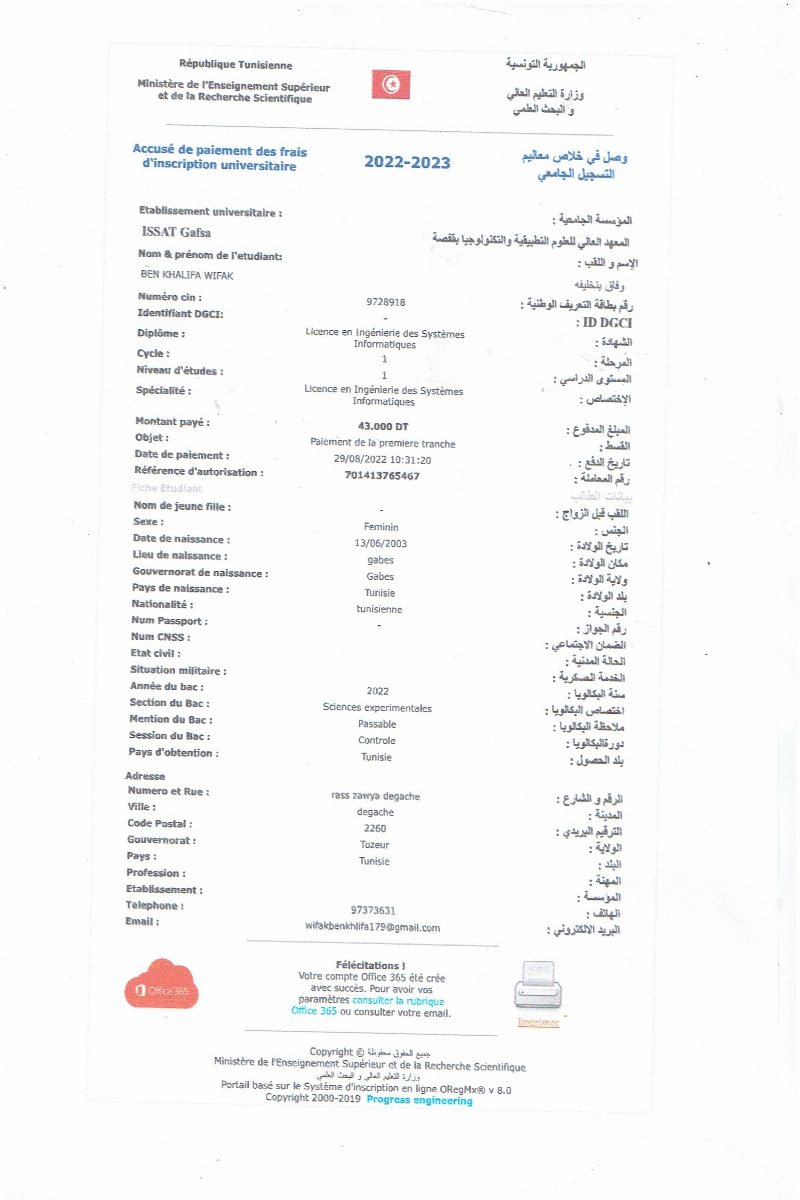 République Tunisienne
الجمهورية التونسية
Ministère de l'Enseignement Supérieur
et de la Recherche Scientifique
وزارة التعليم العالي
و البحث العلمي
Accusé de paiement des frais
d'inscription universitaire
2022-2023
وصل في خلاص معاليم
التسجيل الجامعي
Etablissement universitaire :
المؤسسة الجامعية :
ISSAT Gafsa
المعهد العالي للعلوم التطبيقية والتكنولوجيا بقفصة
Nom & prénom de l'etudiant:
الإسم و اللقب :
BEN KHALIFA WIFAK
وفاق بنخليفه
Numéro cin : 9728918 رقم بطاقة التعريف الوطنية :
Identifiant DGCI: - ID DGCI :
Diplôme : Licence en Ingénierie des Systèmes الشهادة :
Informatiques
Cycle : 1 المرحلة :
Niveau d'études : 1 المستوى الدراسي :
Spécialité : Licence en Ingénierie des Systèmes الإختصاص :
Informatiques
Montant payé : 43.000 DT المبلغ المدفوع :
Objet : Paiement de la premiere tranche القسط :
Date de paiement : 29/08/2022 10:31:20 تاريخ الدفع :
Référence d'autorisation : 701413765467 رقم المعاملة :
Fiche Etudiant بيانات الطالب
Nom de jeune fille : - اللقب قبل الزواج :
Sexe : Feminin الجنس :
Date de naissance : 13/06/2003 تاريخ الولادة :
Lieu de naissance : gabes مكان الولادة :
Gouvernorat de naissance : Gabes ولاية الولادة :
Pays de naissance : Tunisie بلد الولادة :
Nationalité : tunisienne الجنسية :
Num Passport : - رقم الجواز :
Num CNSS : الضمان الاجتماعي :
Etat civil : الحالة المدنية :
Situation militaire : الخدمة العسكرية :
Année du bac : 2022 سنة البكالويا :
Section du Bac : Sciences experimentales اختصاص البكالويا :
Mention du Bac : Passable ملاحظة البكالويا :
Session du Bac : Controle دورةالبكالويا :
Pays d'obtention : Tunisie بلد الحصول :
Adresse
Numero et Rue : rass zawya degache الرقم و الشارع :
Ville : degache المدينة :
Code Postal : 2260 الترقيم البريدي :
Gouvernorat : Tozeur الولاية :
Pays : Tunisie البلد :
Profession : المهنة :
Etablissement : المؤسسة :
Telephone : 97373631 الهاتف :
Email : wifakbenkhlifa179@gmail.com البريد الالكتروني :
Félécitations !
Votre compte Office 365 été crée
avec succès. Pour avoir vos
paramètres consulter la rubrique
Office 365 ou consulter votre email.
Office 365
Imprimer
Copyright © جميع الحقوق محفوظة
Ministère de l'Enseignement Supérieur et de la Recherche Scientifique
وزارة التعليم العالي و البحث العلمي
Portail basé sur le Système d'inscription en ligne ORegMx® v 8.0
Copyright 2000-2019 Progress engineering